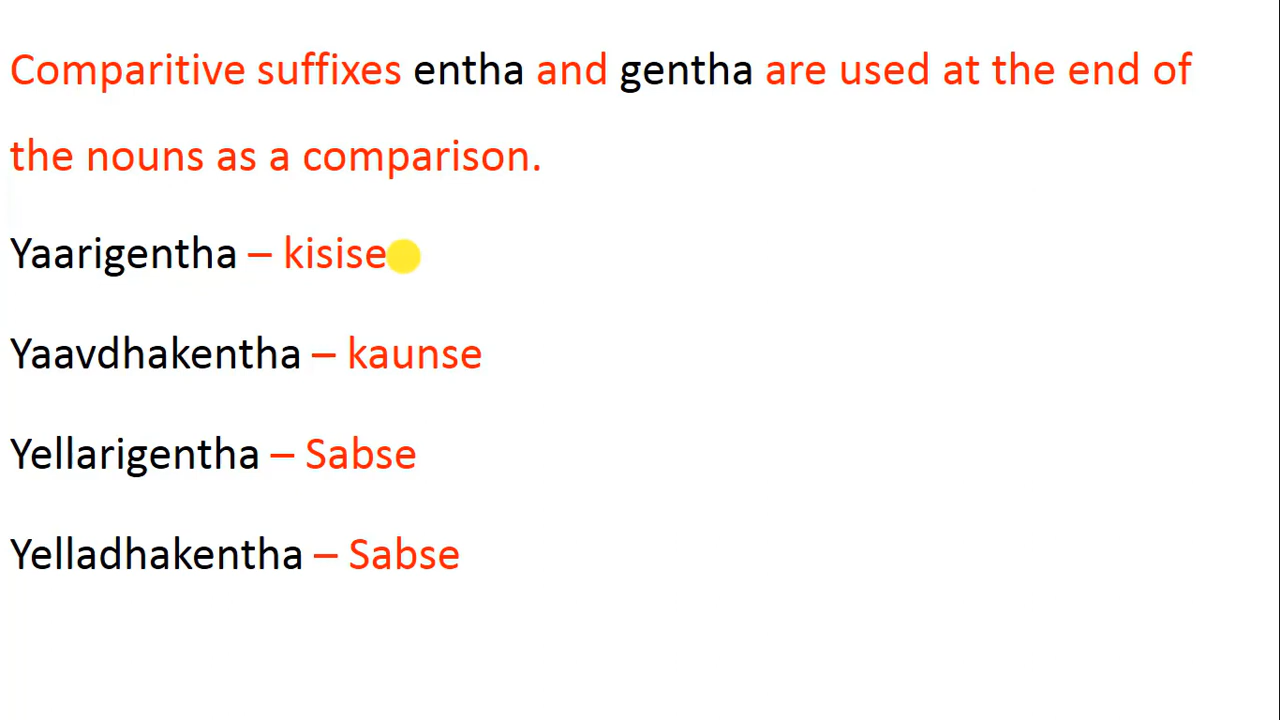 Comparitive suffixes entha and gentha are used at the end of
the nouns as a comparison.
Yaarigentha – kisise
Yaavdhakentha – kaunse
Yellarigentha – Sabse
Yelladhakentha – Sabse